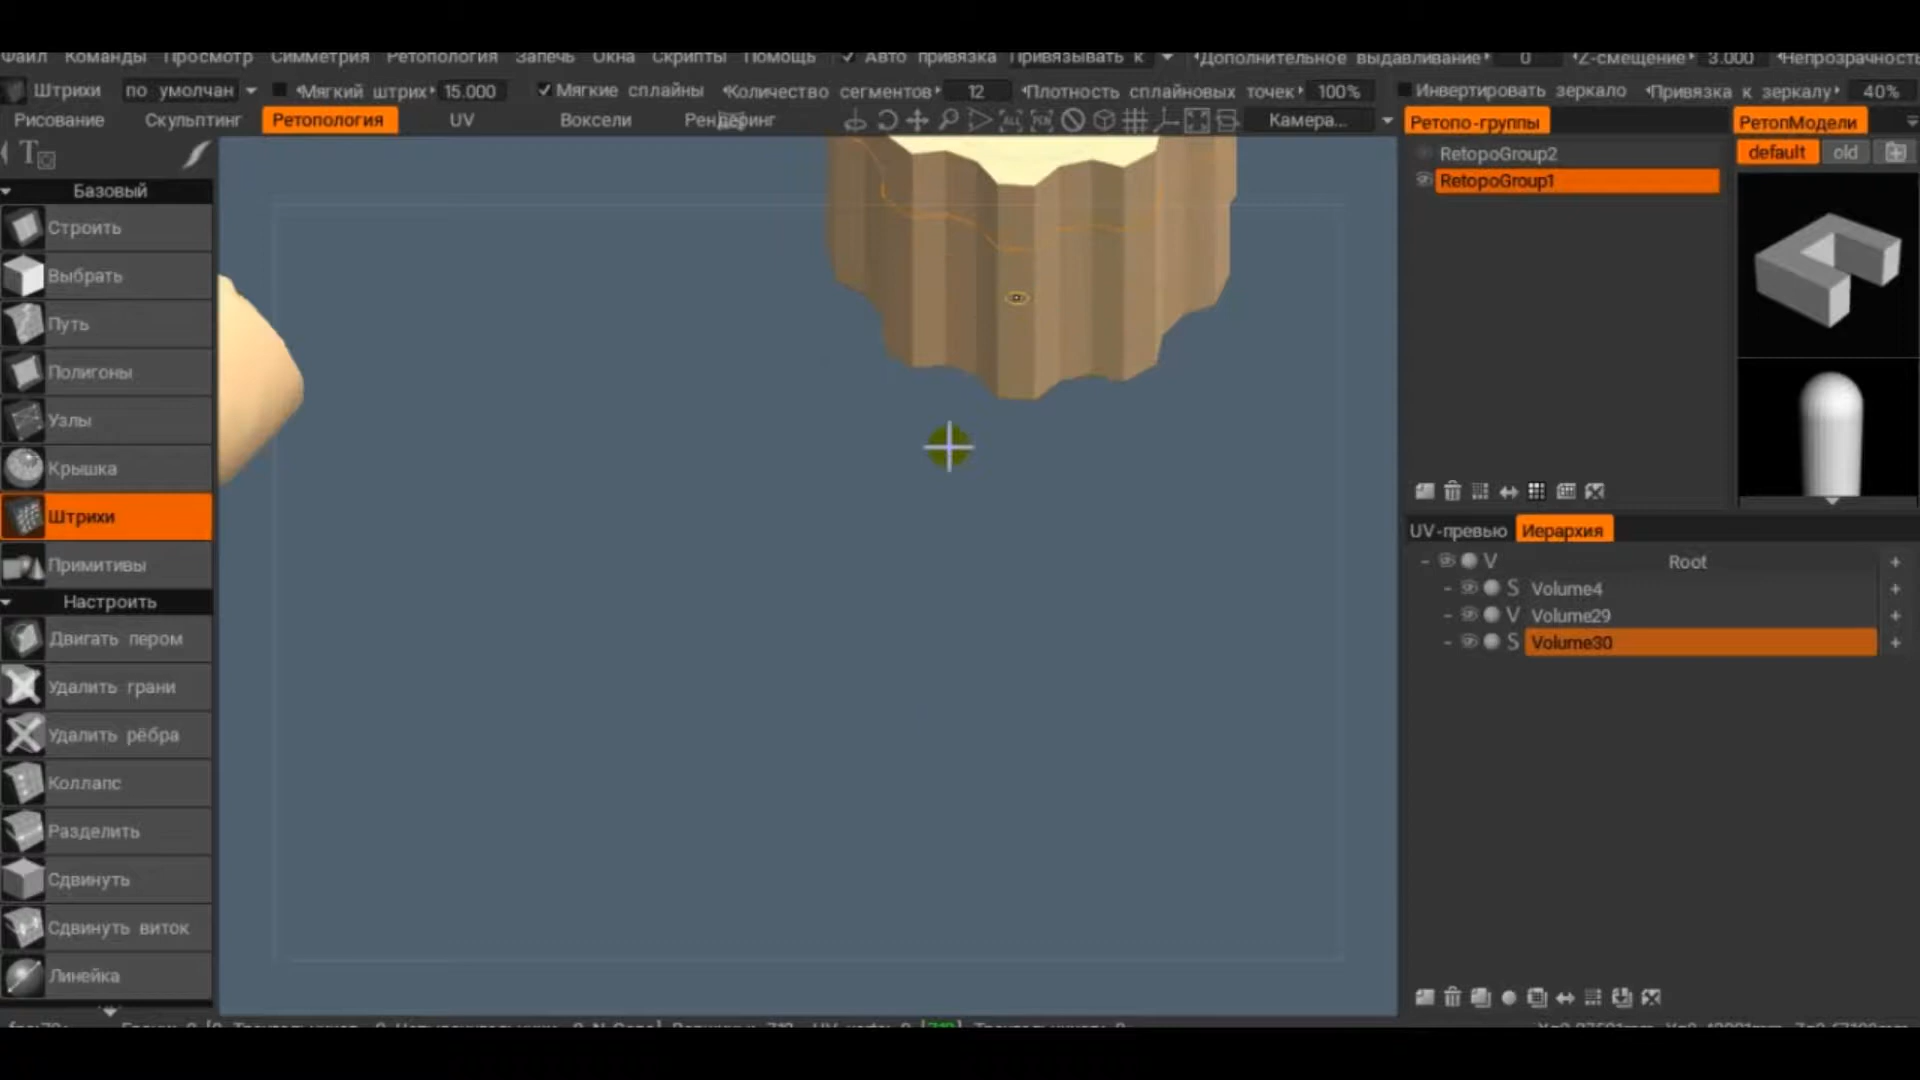 Файл Команды Просмотр Симметрия Ретопология Запечь Окна Скрипты Помощь Авто привязка Привязывать к Дополнительное выдавливание 0 Z-смещение 3.000 Непрозрачность
Штрихи по умолчан Мягкий штрих 15.000 Мягкие сплайны Количество сегментов 12 Плотность сплайновых точек 100% Инвертировать зеркало Привязка к зеркалу 40%
Рисование Скульптинг Ретопология UV Воксели Рендеринг Камера... Ретопо-группы РетопМодели
RetopoGroup2 default old
RetopoGroup1
Базовый
Строить
Выбрать
Путь
Полигоны
Узлы
Крышка
Штрихи
Примитивы
Настроить
Двигать пером
Удалить грани
Удалить рёбра
Коллапс
Разделить
Сдвинуть
Сдвинуть виток
Линейка
UV-превью Иерархия
V Root +
S Volume4 +
V Volume29 +
S Volume30 +